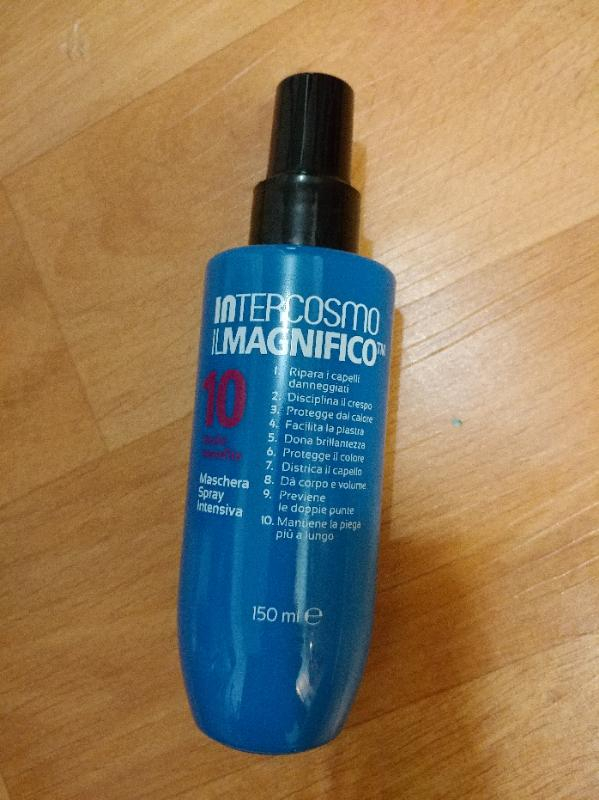 INTERCOSMO
ILMAGNIFICO™
10
Maschera
Spray
Intensiva
1. Ripara i capelli
danneggiati
2. Disciplina il crespo
3. Protegge dal calore
4. Facilita la piastra
5. Dona brillantezza
6. Protegge il colore
7. Districa il capello
8. Dà corpo e volume
9. Previene
le doppie punte
10. Mantiene la piega
più a lungo
150 ml ℮